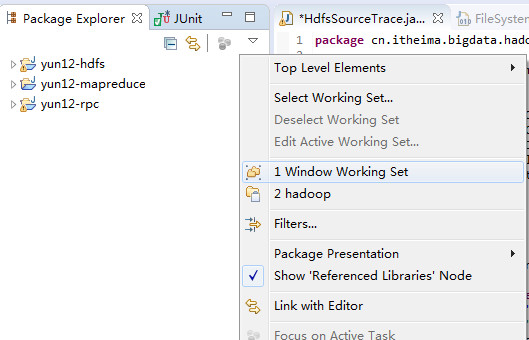 Package Explorer JUnit *HdfsSourceTrace.ja... FileSystem
package cn.itheima.bigdata.hado
2
yun12-hdfs
yun12-mapreduce
yun12-rpc
Top Level Elements
Select Working Set...
Deselect Working Set
Edit Active Working Set...
1 Window Working Set
2 hadoop
Filters...
Package Presentation
Show 'Referenced Libraries' Node
Link with Editor
Focus on Active Task